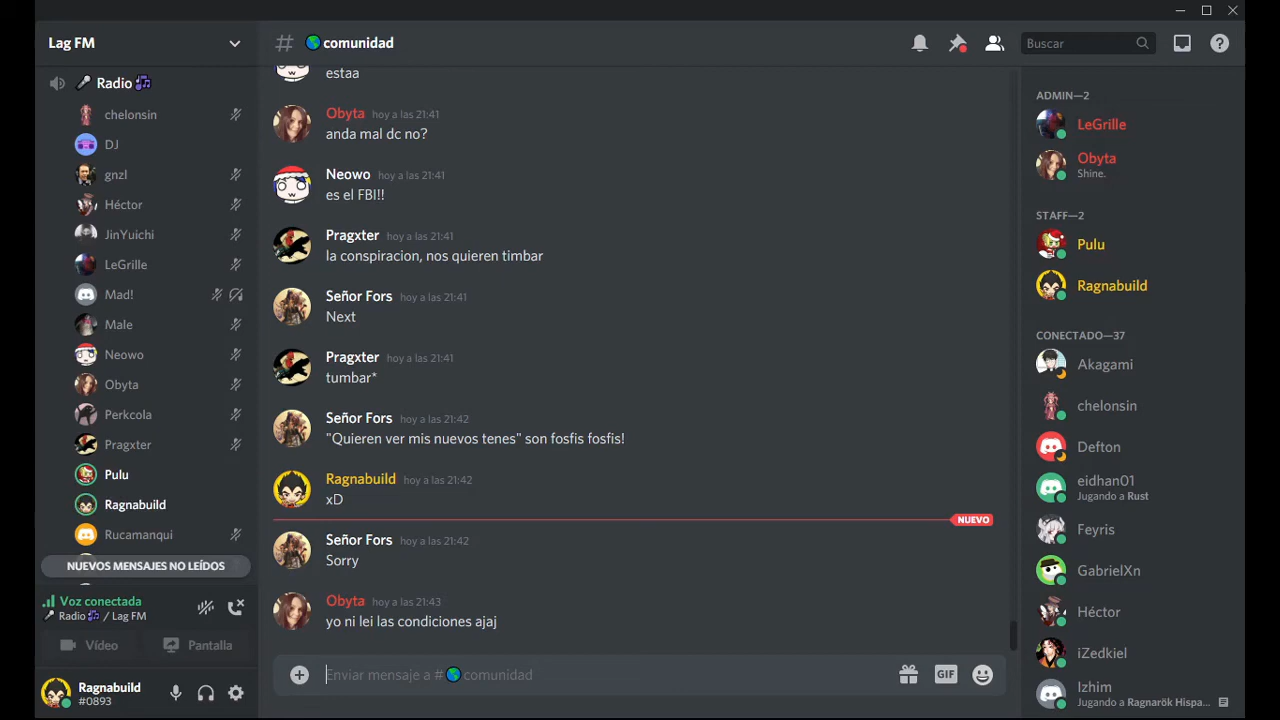 Lag FM
Radio
chelonsin
DJ
gnzl
Héctor
JinYuichi
LeGrille
Mad!
Male
Neowo
Obyta
Perkcola
Pragxter
Pulu
Ragnabuild
Rucamanqui
NUEVOS MENSAJES NO LEÍDOS
Voz conectada
Radio / Lag FM
Vídeo
Pantalla
Ragnabuild
#0893
# comunidad
Buscar
estaa
Obyta hoy a las 21:41
anda mal dc no?
Neowo hoy a las 21:41
es el FBI!!
Pragxter hoy a las 21:41
la conspiracion, nos quieren timbar
Señor Fors hoy a las 21:41
Next
Pragxter hoy a las 21:41
tumbar*
Señor Fors hoy a las 21:42
"Quieren ver mis nuevos tenes" son fosfis fosfis!
Ragnabuild hoy a las 21:42
xD
NUEVO
Señor Fors hoy a las 21:42
Sorry
Obyta hoy a las 21:43
yo ni lei las condiciones ajaj
Enviar mensaje a # comunidad
GIF
ADMIN—2
LeGrille
Obyta
Shine.
STAFF—2
Pulu
Ragnabuild
CONECTADO—37
Akagami
chelonsin
Defton
eidhan01
Jugando a Rust
Feyris
GabrielXn
Héctor
iZedkiel
Izhim
Jugando a Ragnarök Hispa...